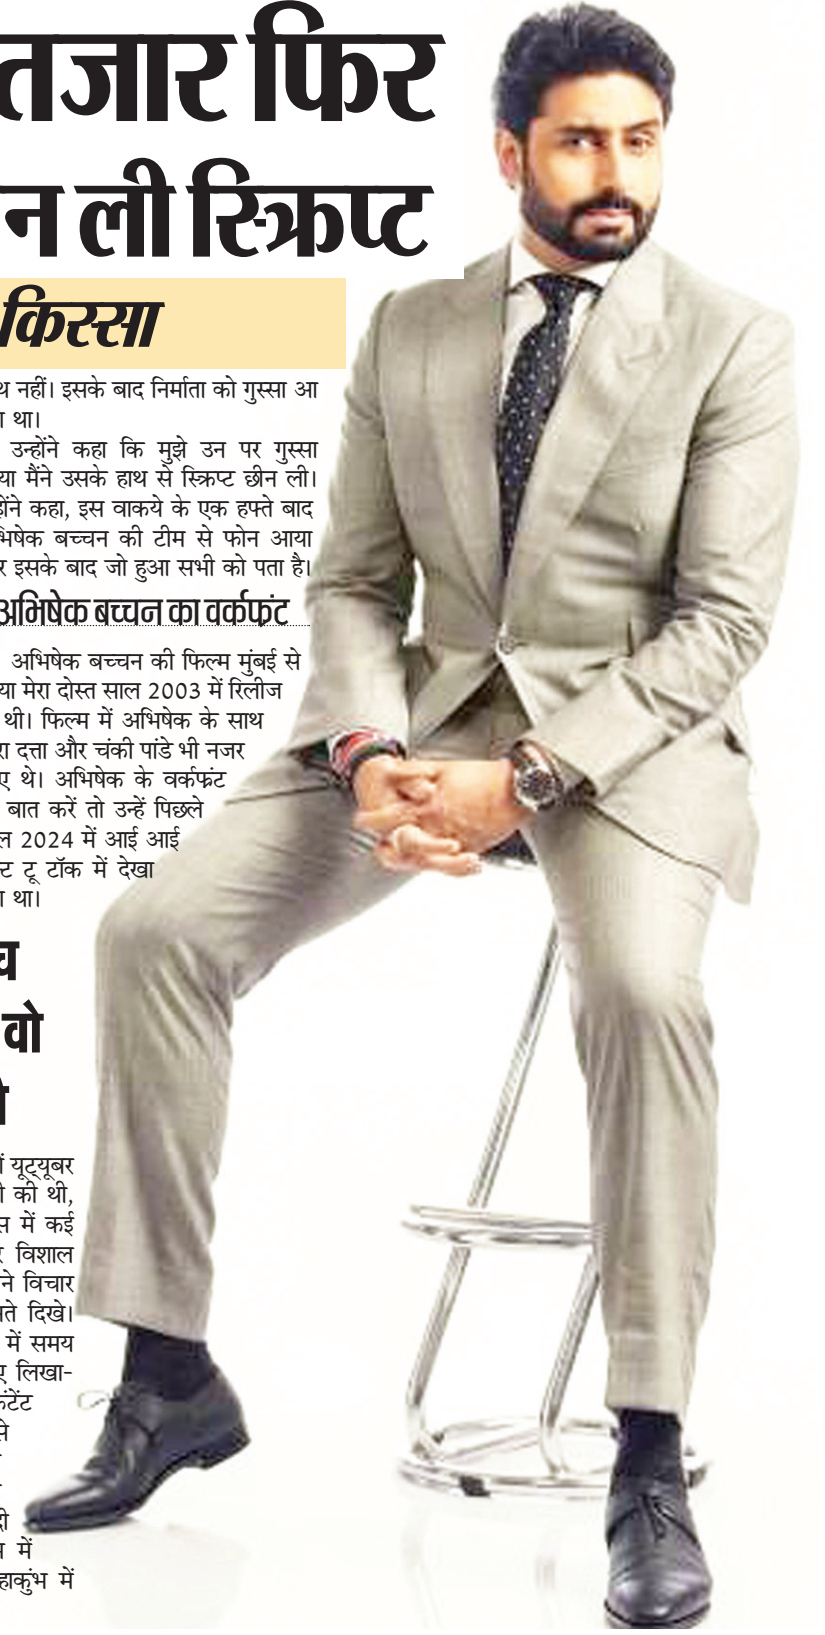 तजार फिर
न ली स्क्रिप्ट
किस्सा
थ नहीं। इसके बाद निर्माता को गुस्सा आ
था।
उन्होंने कहा कि मुझे उन पर गुस्सा
या मैंने उसके हाथ से स्क्रिप्ट छीन ली।
होंने कहा, इस वाकये के एक हफ्ते बाद
भिषेक बच्चन की टीम से फोन आया
र इसके बाद जो हुआ सभी को पता है।
अभिषेक बच्चन का वर्कफ्रंट
अभिषेक बच्चन की फिल्म मुंबई से
या मेरा दोस्त साल 2003 में रिलीज
थी। फिल्म में अभिषेक के साथ
रा दत्ता और चंकी पांडे भी नजर
ए थे। अभिषेक के वर्कफ्रंट
बात करें तो उन्हें पिछले
ल 2024 में आई आई
ट टू टॉक में देखा
था।
च
वो
में यूट्यूबर
ी की थी,
स में कई
र विशाल
ने विचार
ते दिखे।
में समय
ए लिखा-
कंटेंट
से
दी
में
हाकुंभ में